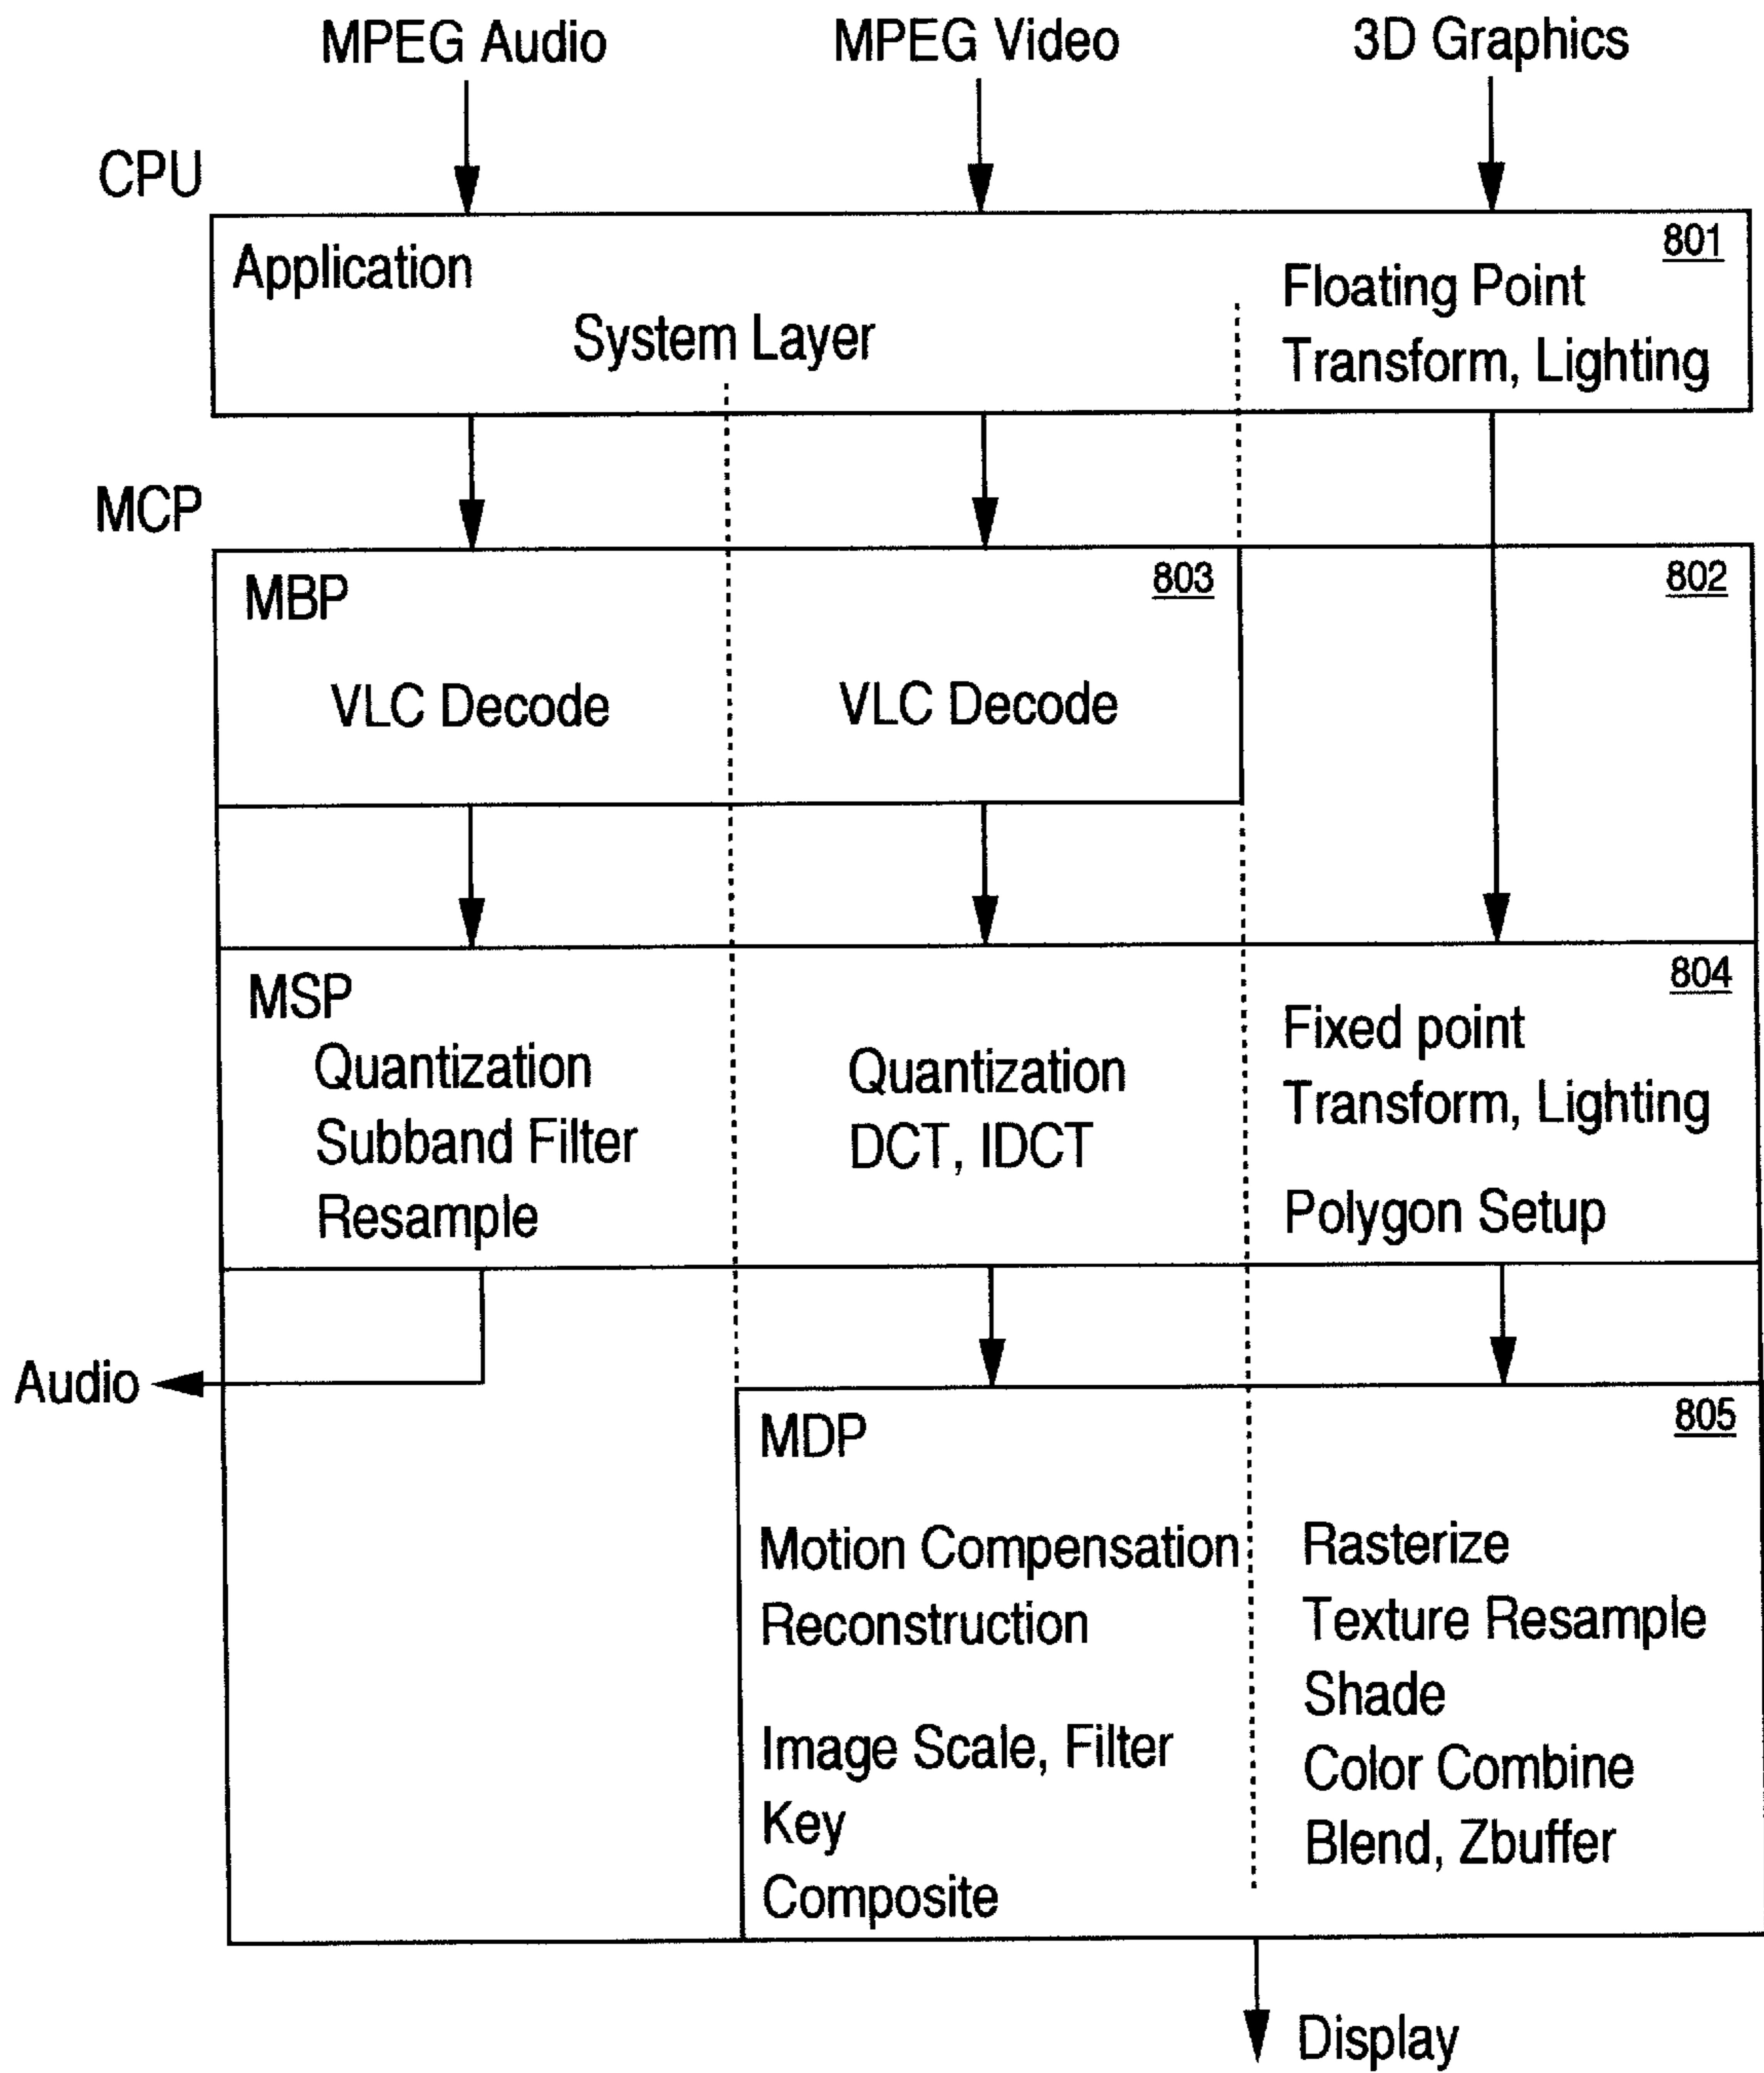 MPEG Audio
MPEG Video
3D Graphics
CPU
801
Application
System Layer
Floating Point
Transform, Lighting
MCP
MBP
803
802
VLC Decode
VLC Decode
MSP
804
Quantization
Subband Filter
Resample
Quantization
DCT, IDCT
Fixed point
Transform, Lighting
Polygon Setup
Audio
MDP
805
Motion Compensation
Reconstruction
Image Scale, Filter
Key
Composite
Rasterize
Texture Resample
Shade
Color Combine
Blend, Zbuffer
Display